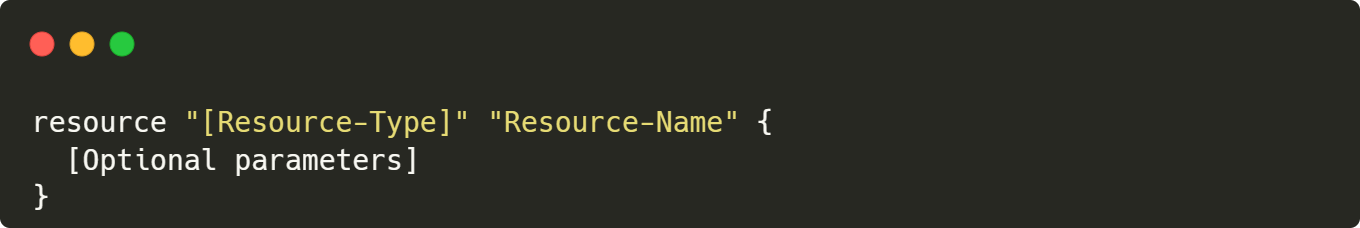 resource "[Resource-Type]" "Resource-Name" {
  [Optional parameters]
}